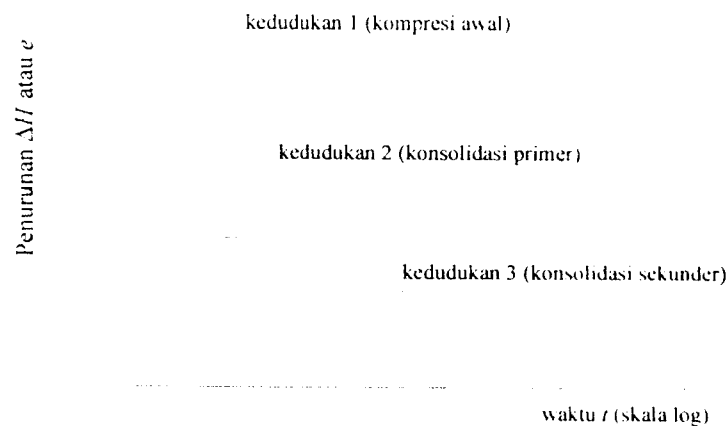 kedudukan 1 (kompresi awal)
Penurunan ΔH atau e
kedudukan 2 (konsolidasi primer)
kedudukan 3 (konsolidasi sekunder)
waktu t (skala log)